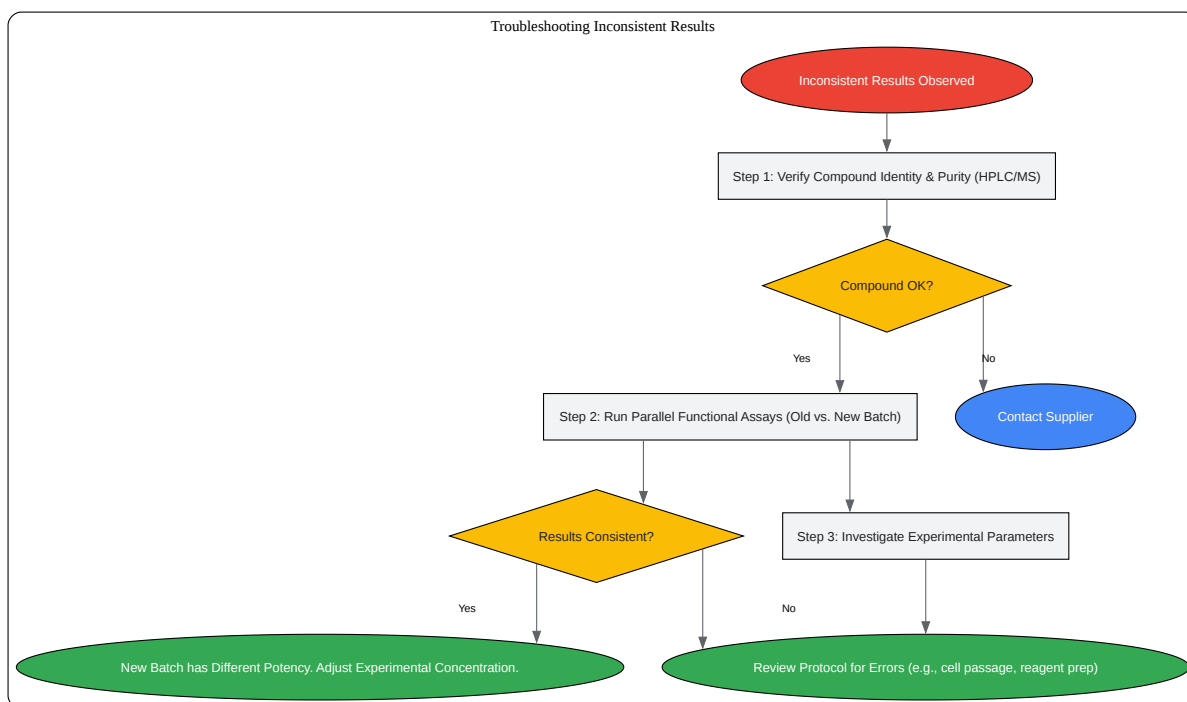 Troubleshooting Inconsistent Results
Inconsistent Results Observed
Step 1: Verify Compound Identity & Purity (HPLC/MS)
Compound OK?
Yes
No
Step 2: Run Parallel Functional Assays (Old vs. New Batch)
Contact Supplier
Results Consistent?
Step 3: Investigate Experimental Parameters
Yes
No
New Batch has Different Potency. Adjust Experimental Concentration.
Review Protocol for Errors (e.g., cell passage, reagent prep)